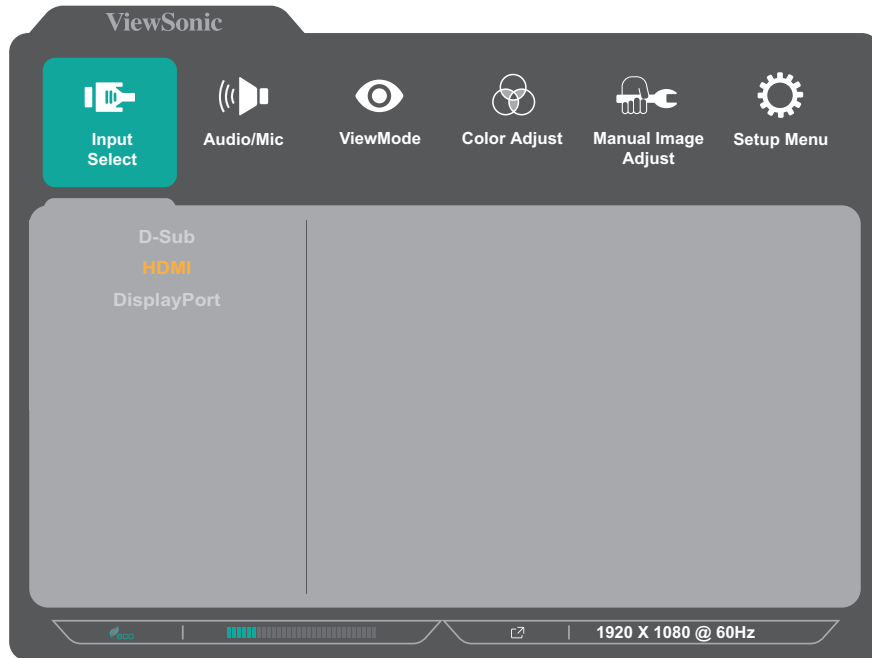 ViewSonic
Input
Select
Audio/Mic
ViewMode
Color Adjust
Manual Image
Adjust
Setup Menu
D-Sub
HDMI
DisplayPort
eco
1920 X 1080 @ 60Hz